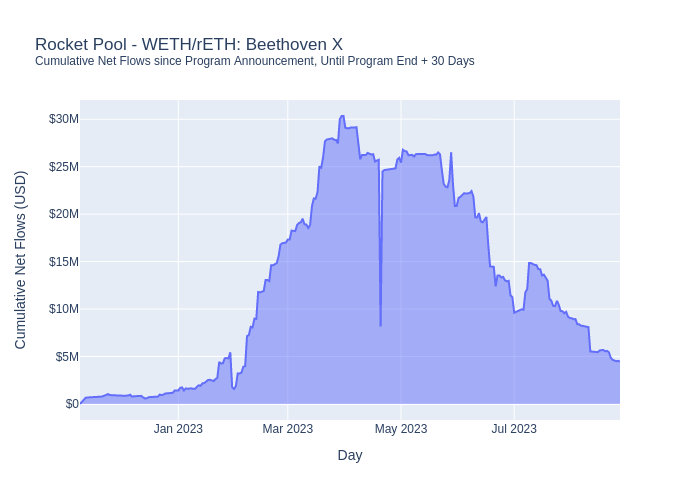 Rocket Pool - WETH/rETH: Beethoven X
Cumulative Net Flows since Program Announcement, Until Program End + 30 Days
$30M
$25M
$20M
$15M
$10M
$5M
$0
Cumulative Net Flows (USD)
Jan 2023
Mar 2023
May 2023
Jul 2023
Day